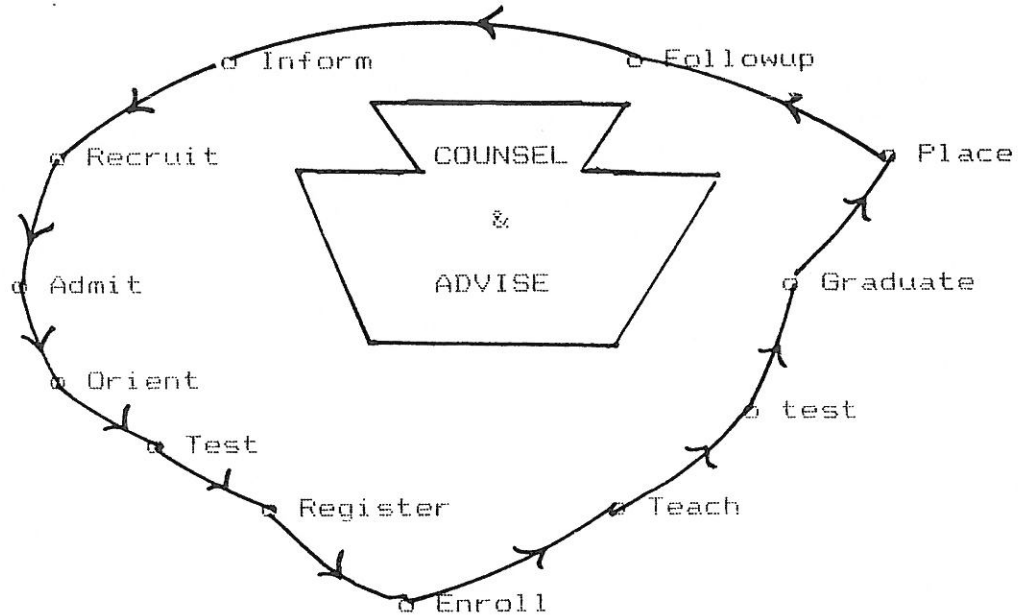 Inform
Followup
Recruit
COUNSEL
Place
&
Admit
ADVISE
Graduate
Orient
test
Test
Register
Teach
Enroll